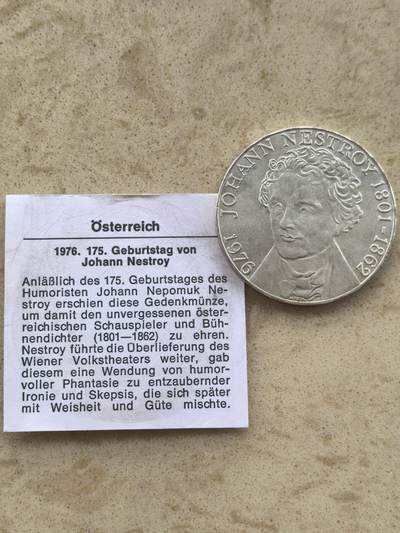 Österreich
1976. 175. Geburtstag von
Johann Nestroy
Anläßlich des 175. Geburtstages des
Humoristen Johann Nepomuk Ne-
stroy erschien diese Gedenkmünze,
um damit den unvergessenen öster-
reichischen Schauspieler und Büh-
nendichter (1801—1862) zu ehren.
Nestroy führte die Überlieferung des
Wiener Volkstheaters weiter, gab
diesem eine Wendung von humor-
voller Phantasie zu entzaubernder
Ironie und Skepsis, die sich später
mit Weisheit und Güte mischte.
1976 JOHANN NESTROY 1801-1862